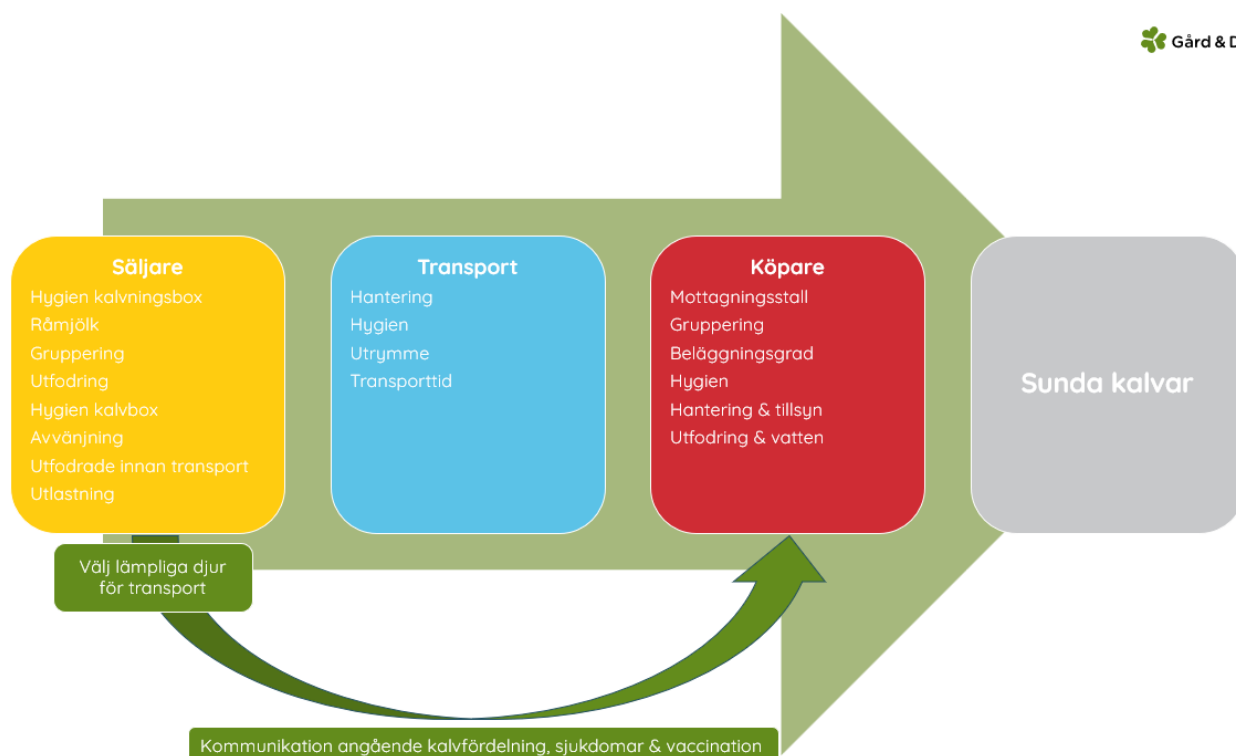 Gård & D
Säljare
Hygien kalvningsbox
Råmjölk
Gruppering
Utfodring
Hygien kalvbox
Avvänjning
Utfodrade innan transport
Utlastning
Transport
Hantering
Hygien
Utrymme
Transporttid
Köpare
Mottagningsstall
Gruppering
Beläggningsgrad
Hygien
Hantering & tillsyn
Utfodring & vatten
Sunda kalvar
Välj lämpliga djur
för transport
Kommunikation angående kalvfördelning, sjukdomar & vaccination